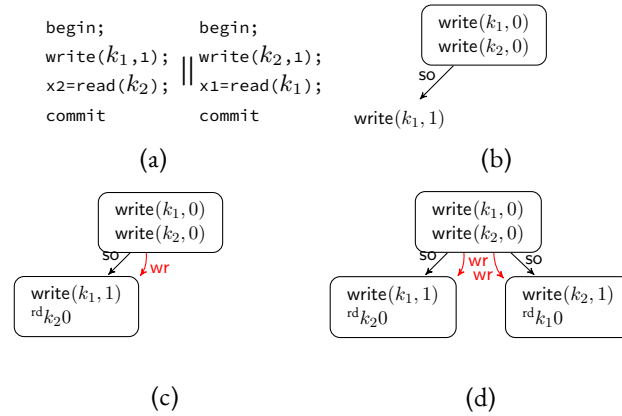 begin;
write(k₁,1);
x2=read(k₂);
commit
||
begin;
write(k₂,1);
x1=read(k₁);
commit
(a)
write(k₁, 0)
write(k₂, 0)
so
write(k₁, 1)
(b)
write(k₁, 0)
write(k₂, 0)
so
wr
write(k₁, 1)
ʳᵈk₂0
(c)
write(k₁, 0)
write(k₂, 0)
so
wr
wr
so
write(k₁, 1)
ʳᵈk₂0
write(k₂, 1)
ʳᵈk₁0
(d)